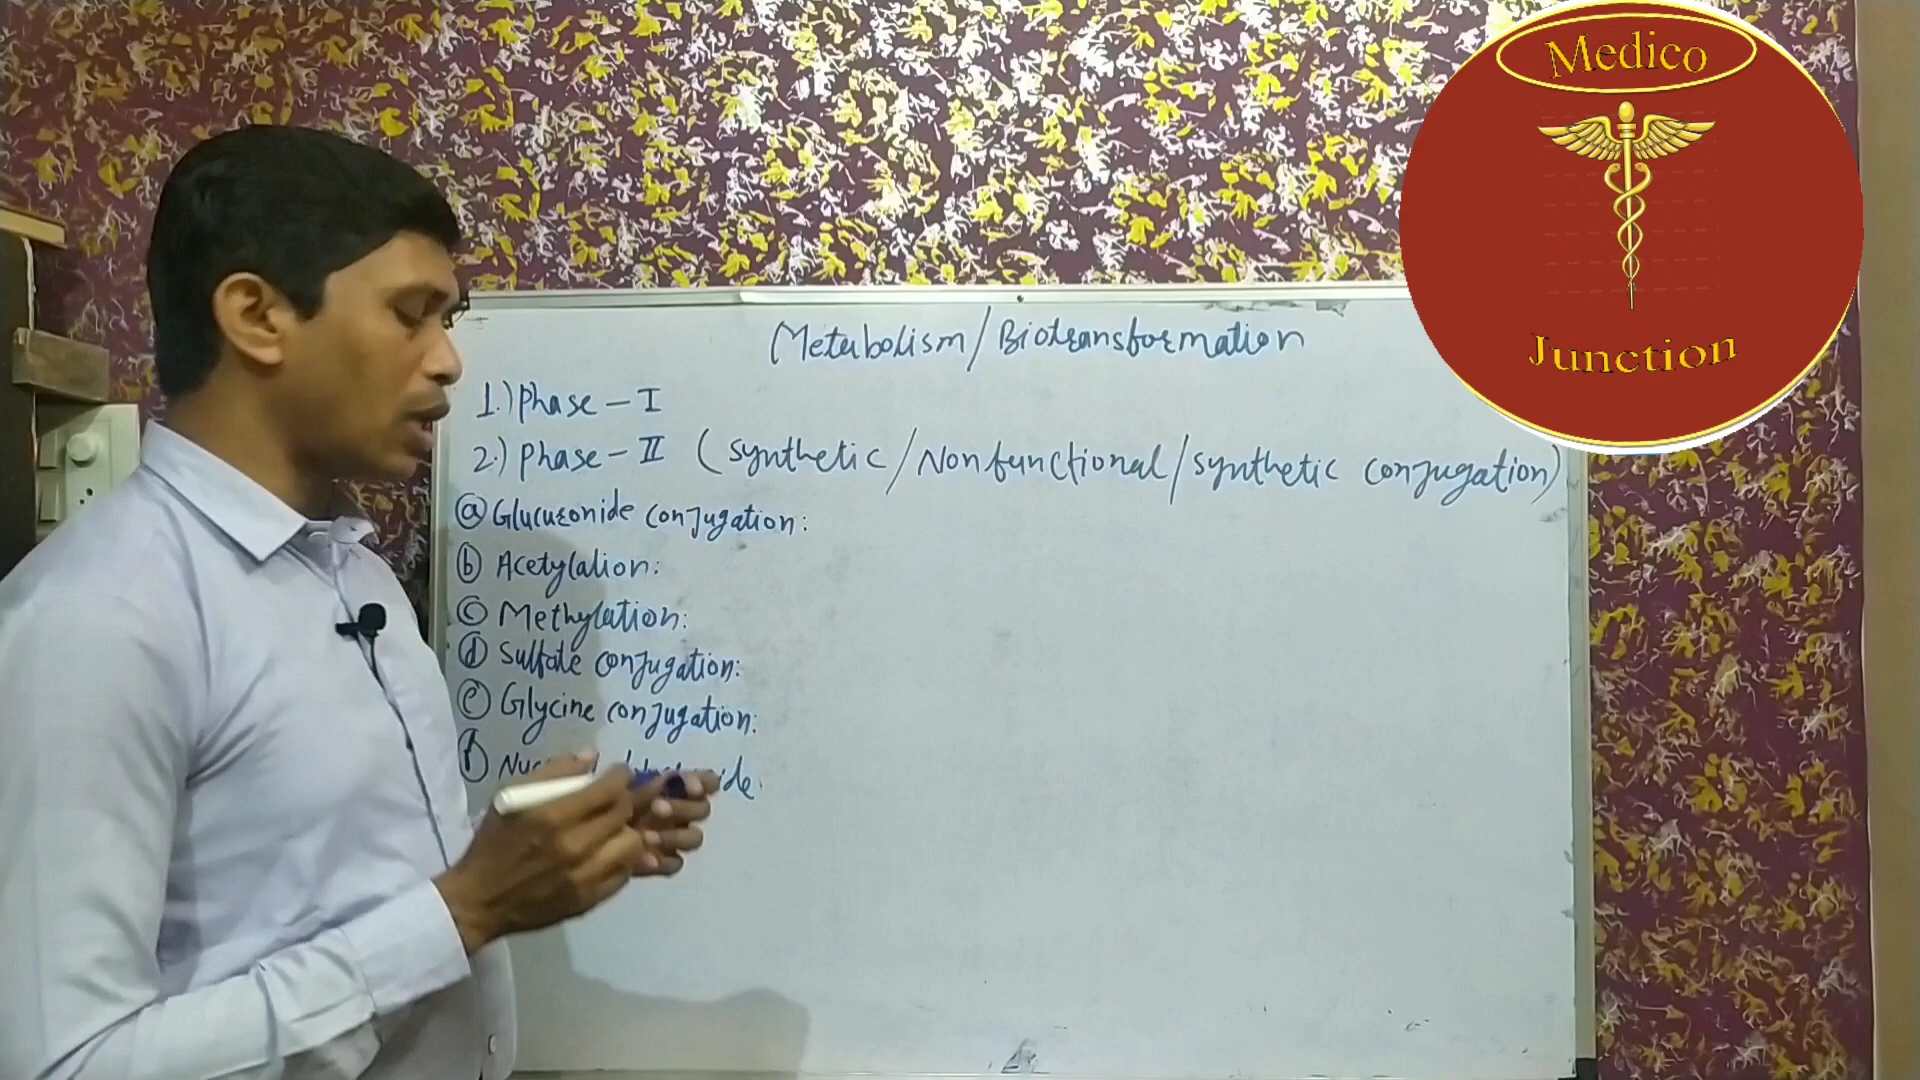 Medico
Junction
Metabolism/Biotransformation
1.) Phase - I
2.) Phase - II (synthetic/Nonfunctional/synthetic conjugation)
ⓐ Glucuronide conjugation:
ⓑ Acetylation:
ⓒ Methylation:
ⓓ Sulfate conjugation:
ⓔ Glycine conjugation:
ⓕ